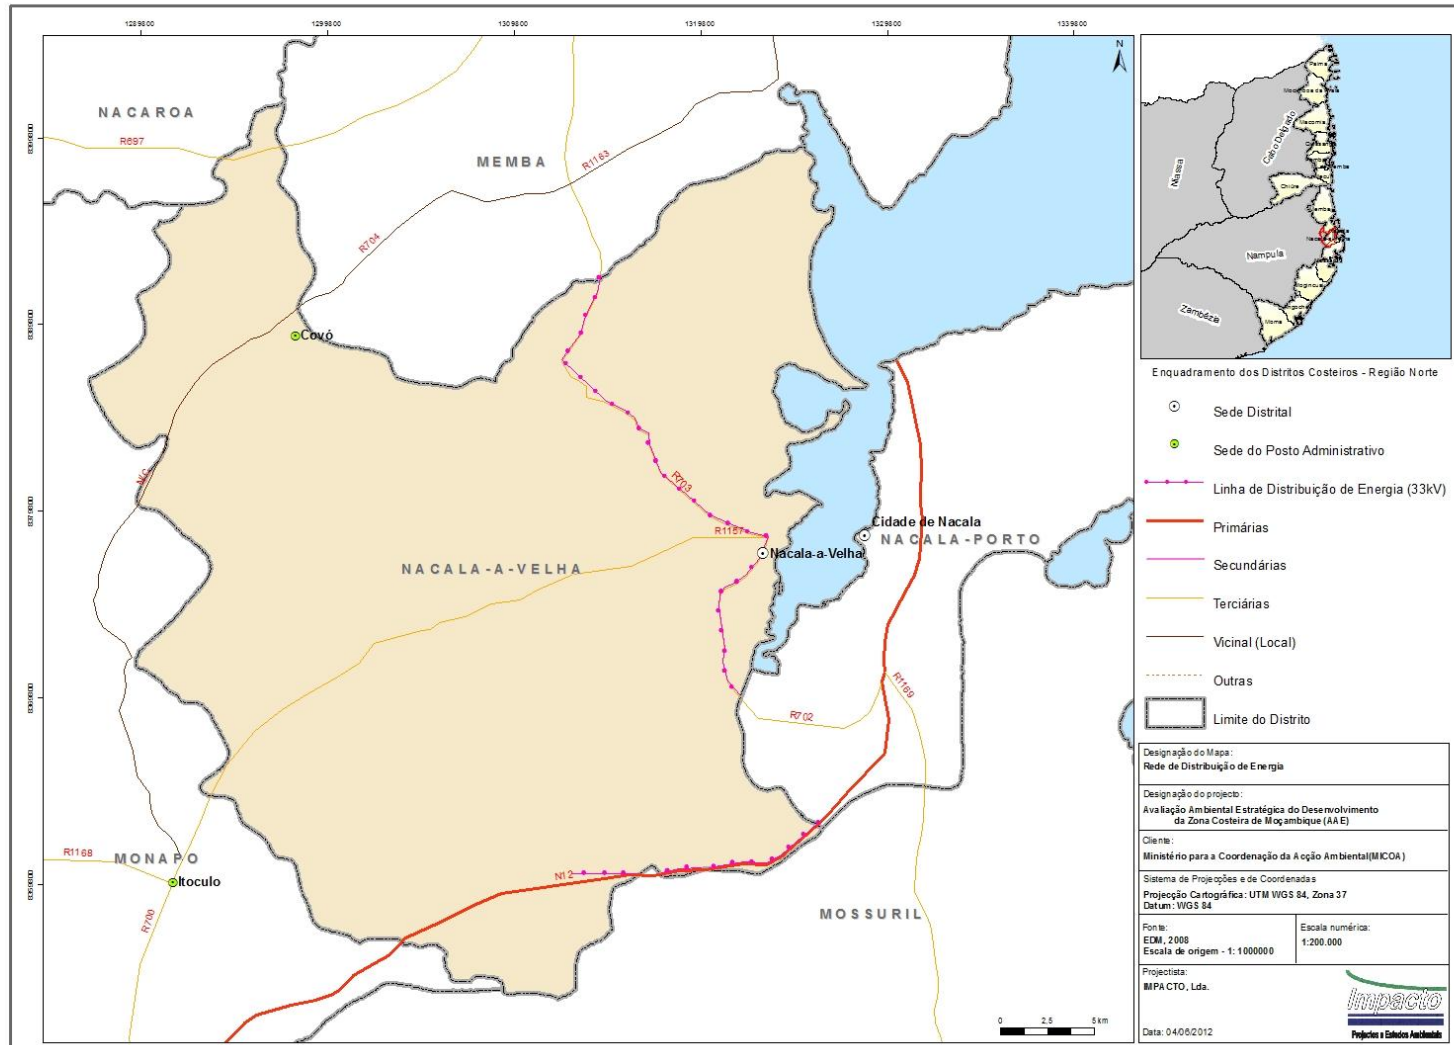 1289800
1299800
1309800
1319800
1329800
1339800
N
NACAROA
R697
MEMBA
R1163
R704
Covó
N/C
R703
R1167
Cidade de Nacala
NACALA-PORTO
Nacala-a-Velha
NACALA-A-VELHA
R702
R1169
R1168
MONAPO
Itoculo
R700
N12
MOSSURIL
0 2,5 5 km
Palma
Macomia
Cabo Delgado
Niassa
Chiúre
Nampula
Zambézia
Moma
Enquadramento dos Distritos Costeiros - Região Norte
Sede Distrital
Sede do Posto Administrativo
Linha de Distribuição de Energia (33kV)
Primárias
Secundárias
Terciárias
Vicinal (Local)
Outras
Limite do Distrito
Designação do Mapa:
Rede de Distribuição de Energia
Designação do projecto:
Avaliação Ambiental Estratégica do Desenvolvimento
da Zona Costeira de Moçambique (AAE)
Cliente:
Ministério para a Coordenação da Acção Ambiental(MICOA)
Sistema de Projecções e de Coordenadas
Projecção Cartográfica: UTM WGS 84, Zona 37
Datum: WGS 84
Fonte:
EDM, 2008
Escala de origem - 1: 1000000
Escala numérica:
1:200.000
Projectista:
IMPACTO, Lda.
Data: 04/06/2012
Impacto
Projectos e Estudos Ambientais